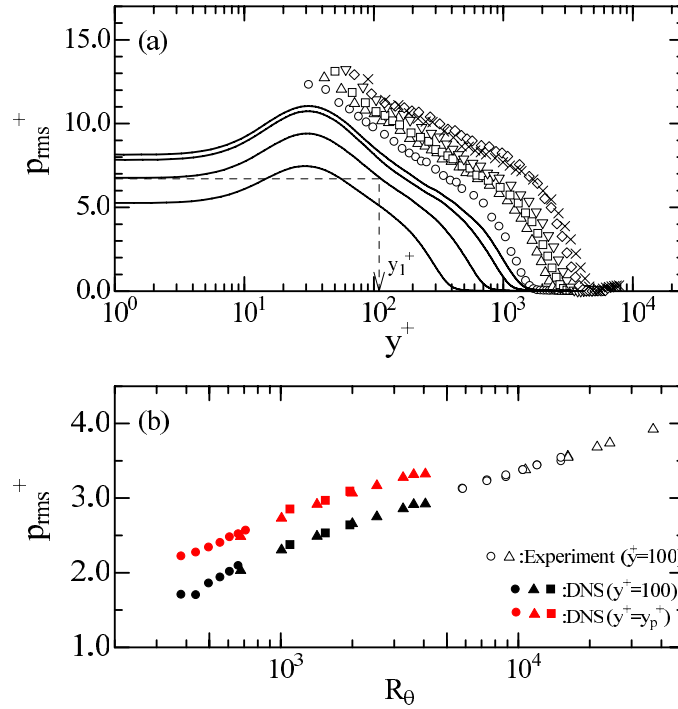 (a)
15.0
10.0
5.0
0.0
p_rms^+
y_1^+
10^0 10^1 10^2 10^3 10^4
y^+
(b)
4.0
3.0
2.0
1.0
p_rms^+
:Experiment (y^+=100)
:DNS (y^+=100)
:DNS (y^+=y_p^+)
10^3 10^4
R_θ